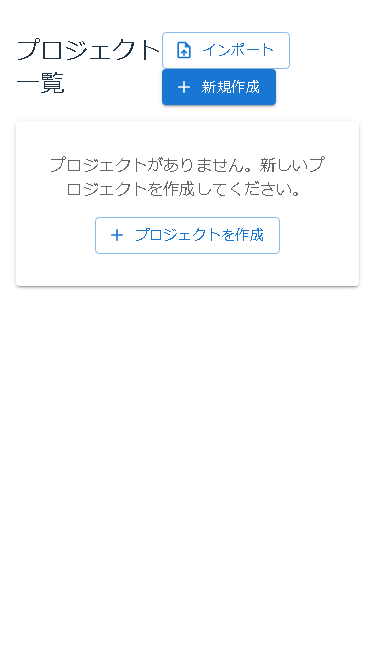 プロジェクト
一覧
インポート
新規作成
プロジェクトがありません。新しいプ
ロジェクトを作成してください。
プロジェクトを作成